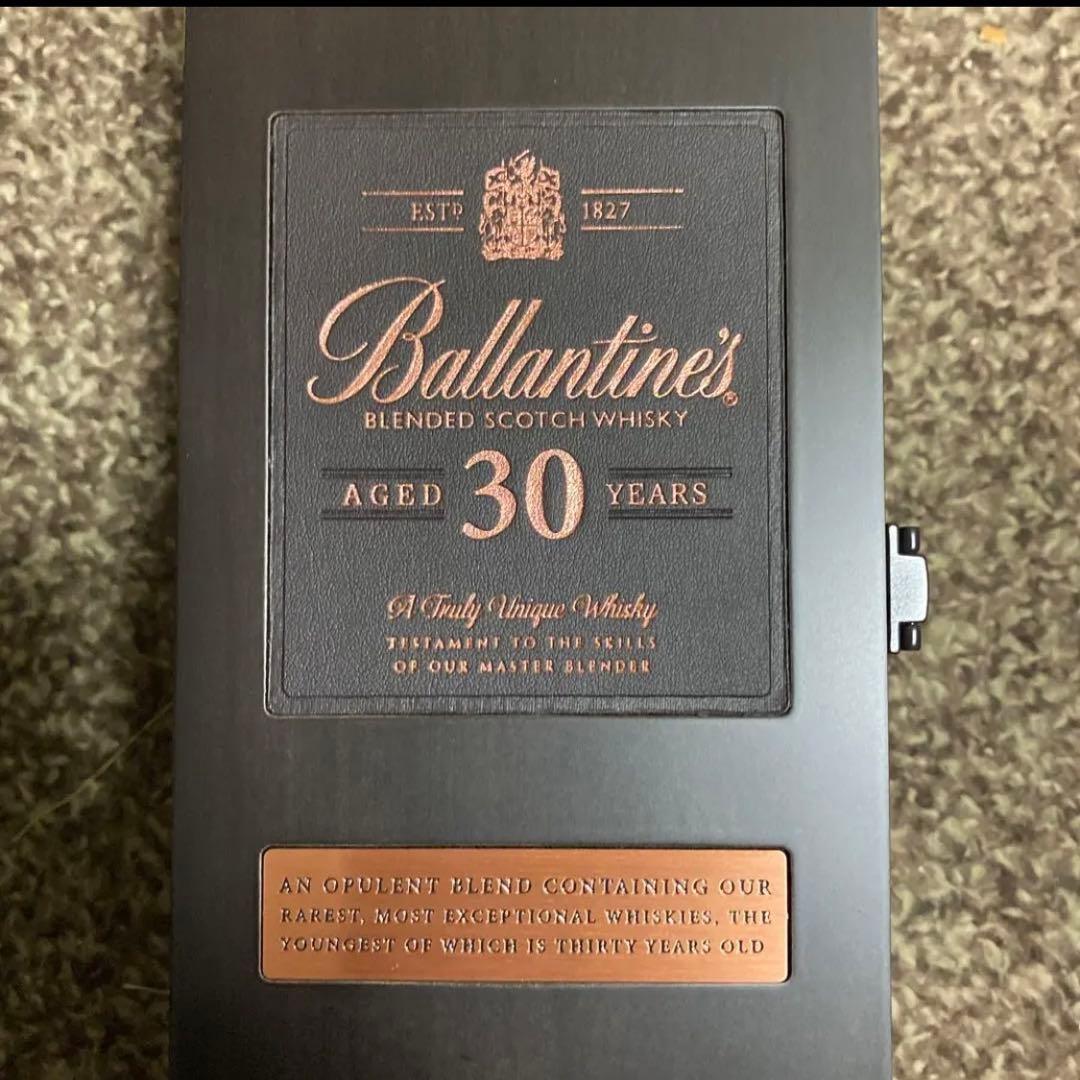 ESTD 1827
Ballantine's®
BLENDED SCOTCH WHISKY
AGED 30 YEARS
A Truly Unique Whisky
TESTAMENT TO THE SKILLS
OF OUR MASTER BLENDER
AN OPULENT BLEND CONTAINING OUR
RAREST, MOST EXCEPTIONAL WHISKIES, THE
YOUNGEST OF WHICH IS THIRTY YEARS OLD